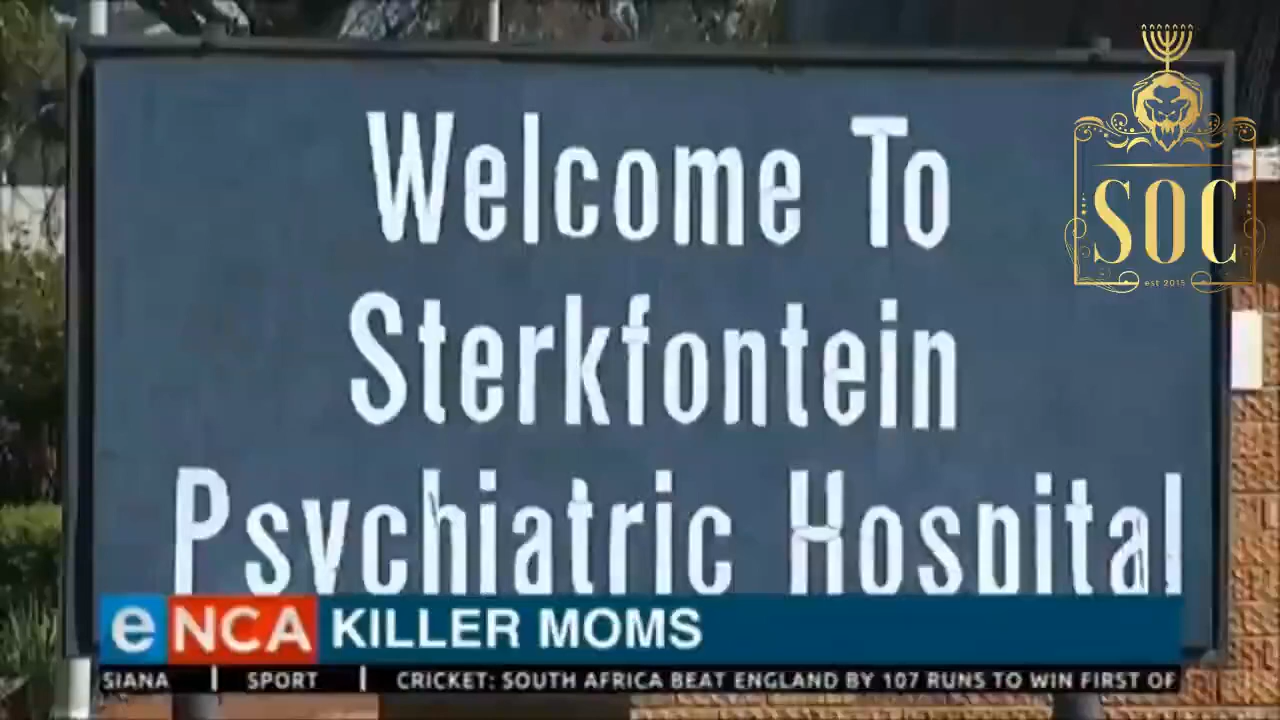 Welcome To
Sterkfontein
Psychiatric Hospital
SOC
est 2015
eNCA KILLER MOMS
SIANA | SPORT | CRICKET: SOUTH AFRICA BEAT ENGLAND BY 107 RUNS TO WIN FIRST OF